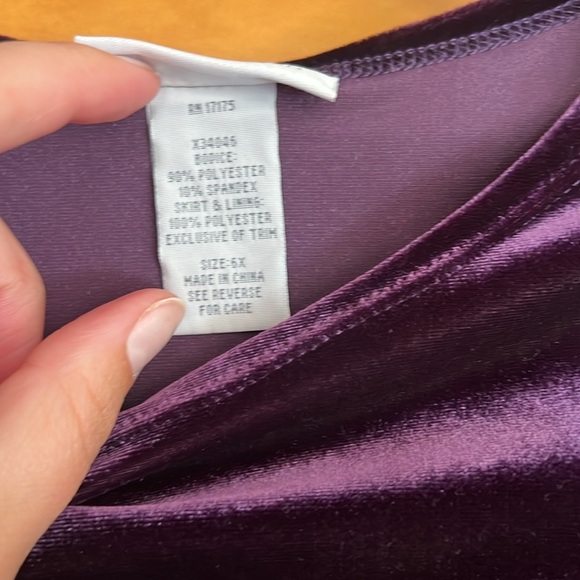 RN 17175
X34046
BODICE:
90% POLYESTER
10% SPANDEX
SKIRT & LINING:
100% POLYESTER
EXCLUSIVE OF TRIM
SIZE:6X
MADE IN CHINA
SEE REVERSE
FOR CARE